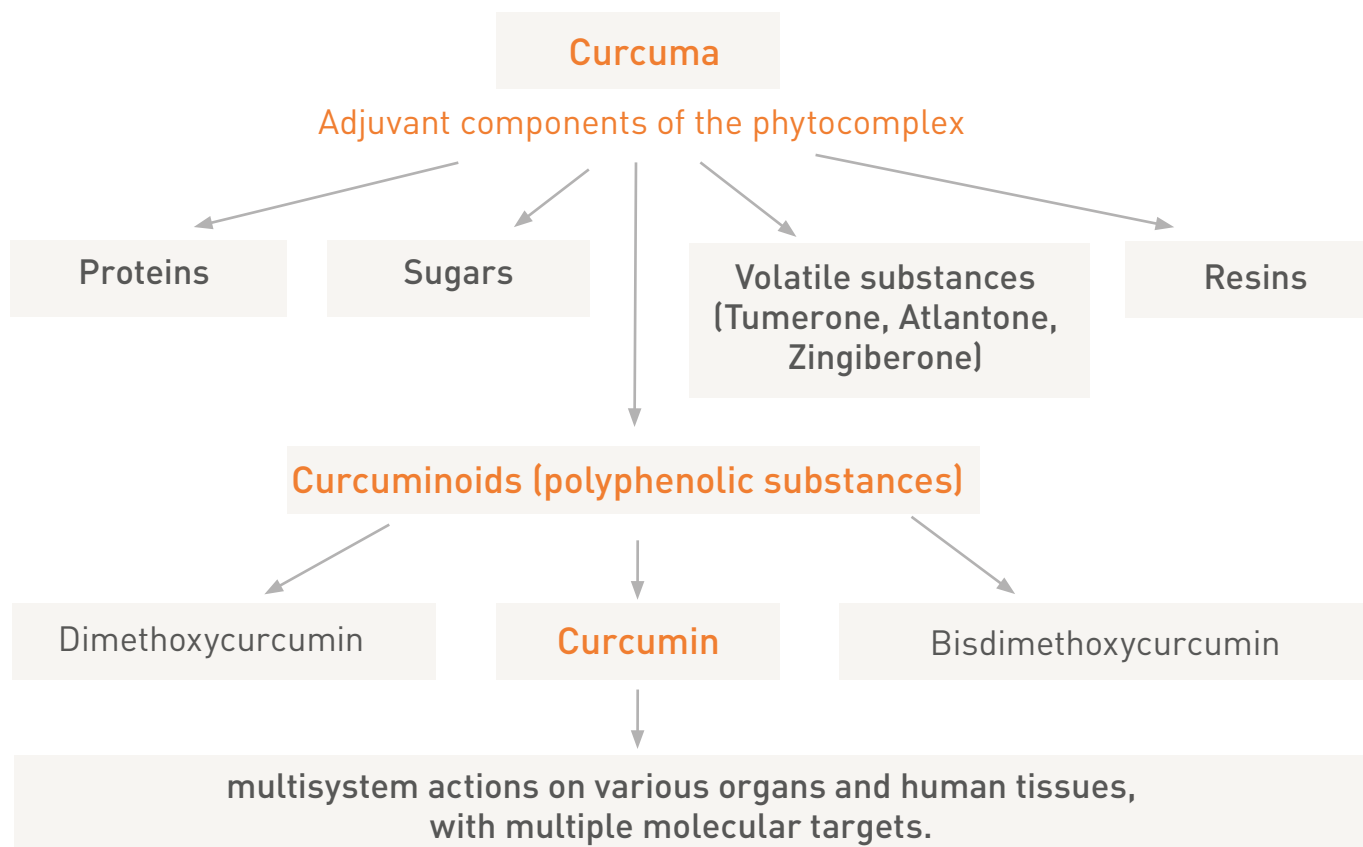 Curcuma
Adjuvant components of the phytocomplex
Proteins
Sugars
Volatile substances
(Tumerone, Atlantone,
Zingiberone)
Resins
Curcuminoids (polyphenolic substances)
Dimethoxycurcumin
Curcumin
Bisdimethoxycurcumin
multisystem actions on various organs and human tissues,
with multiple molecular targets.